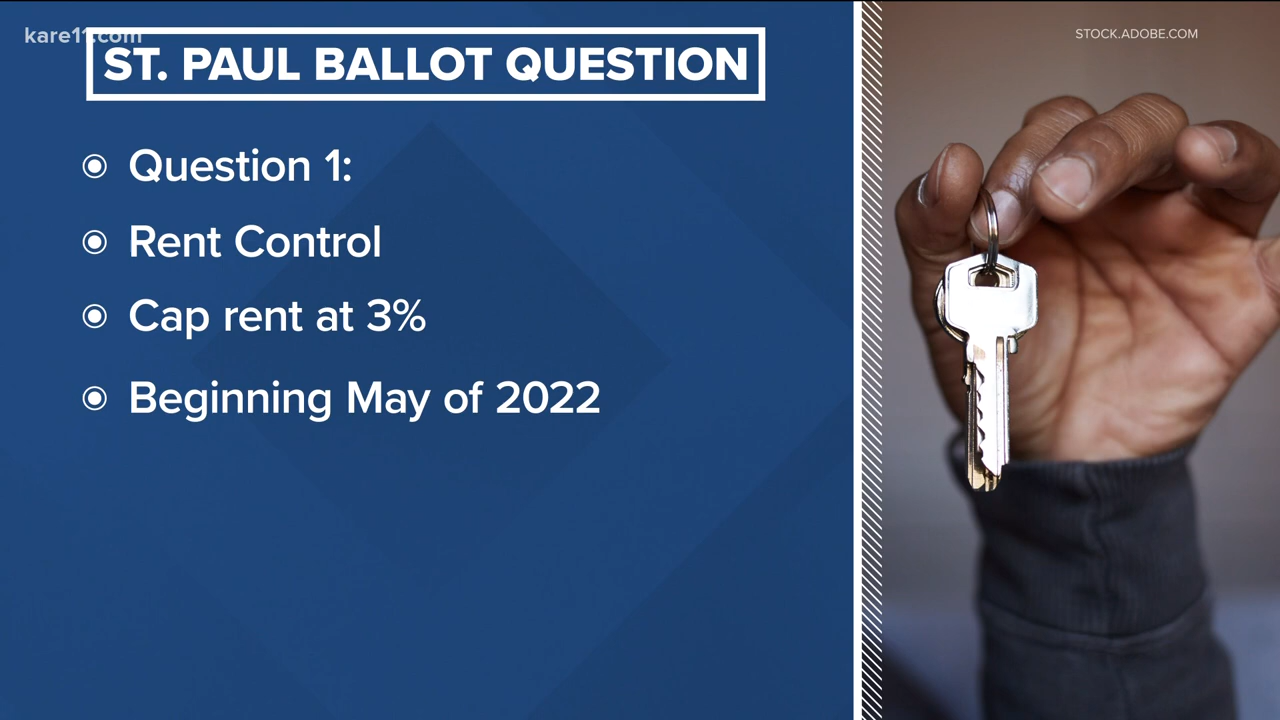 kare11.com
STOCK.ADOBE.COM
ST. PAUL BALLOT QUESTION
Question 1:
Rent Control
Cap rent at 3%
Beginning May of 2022